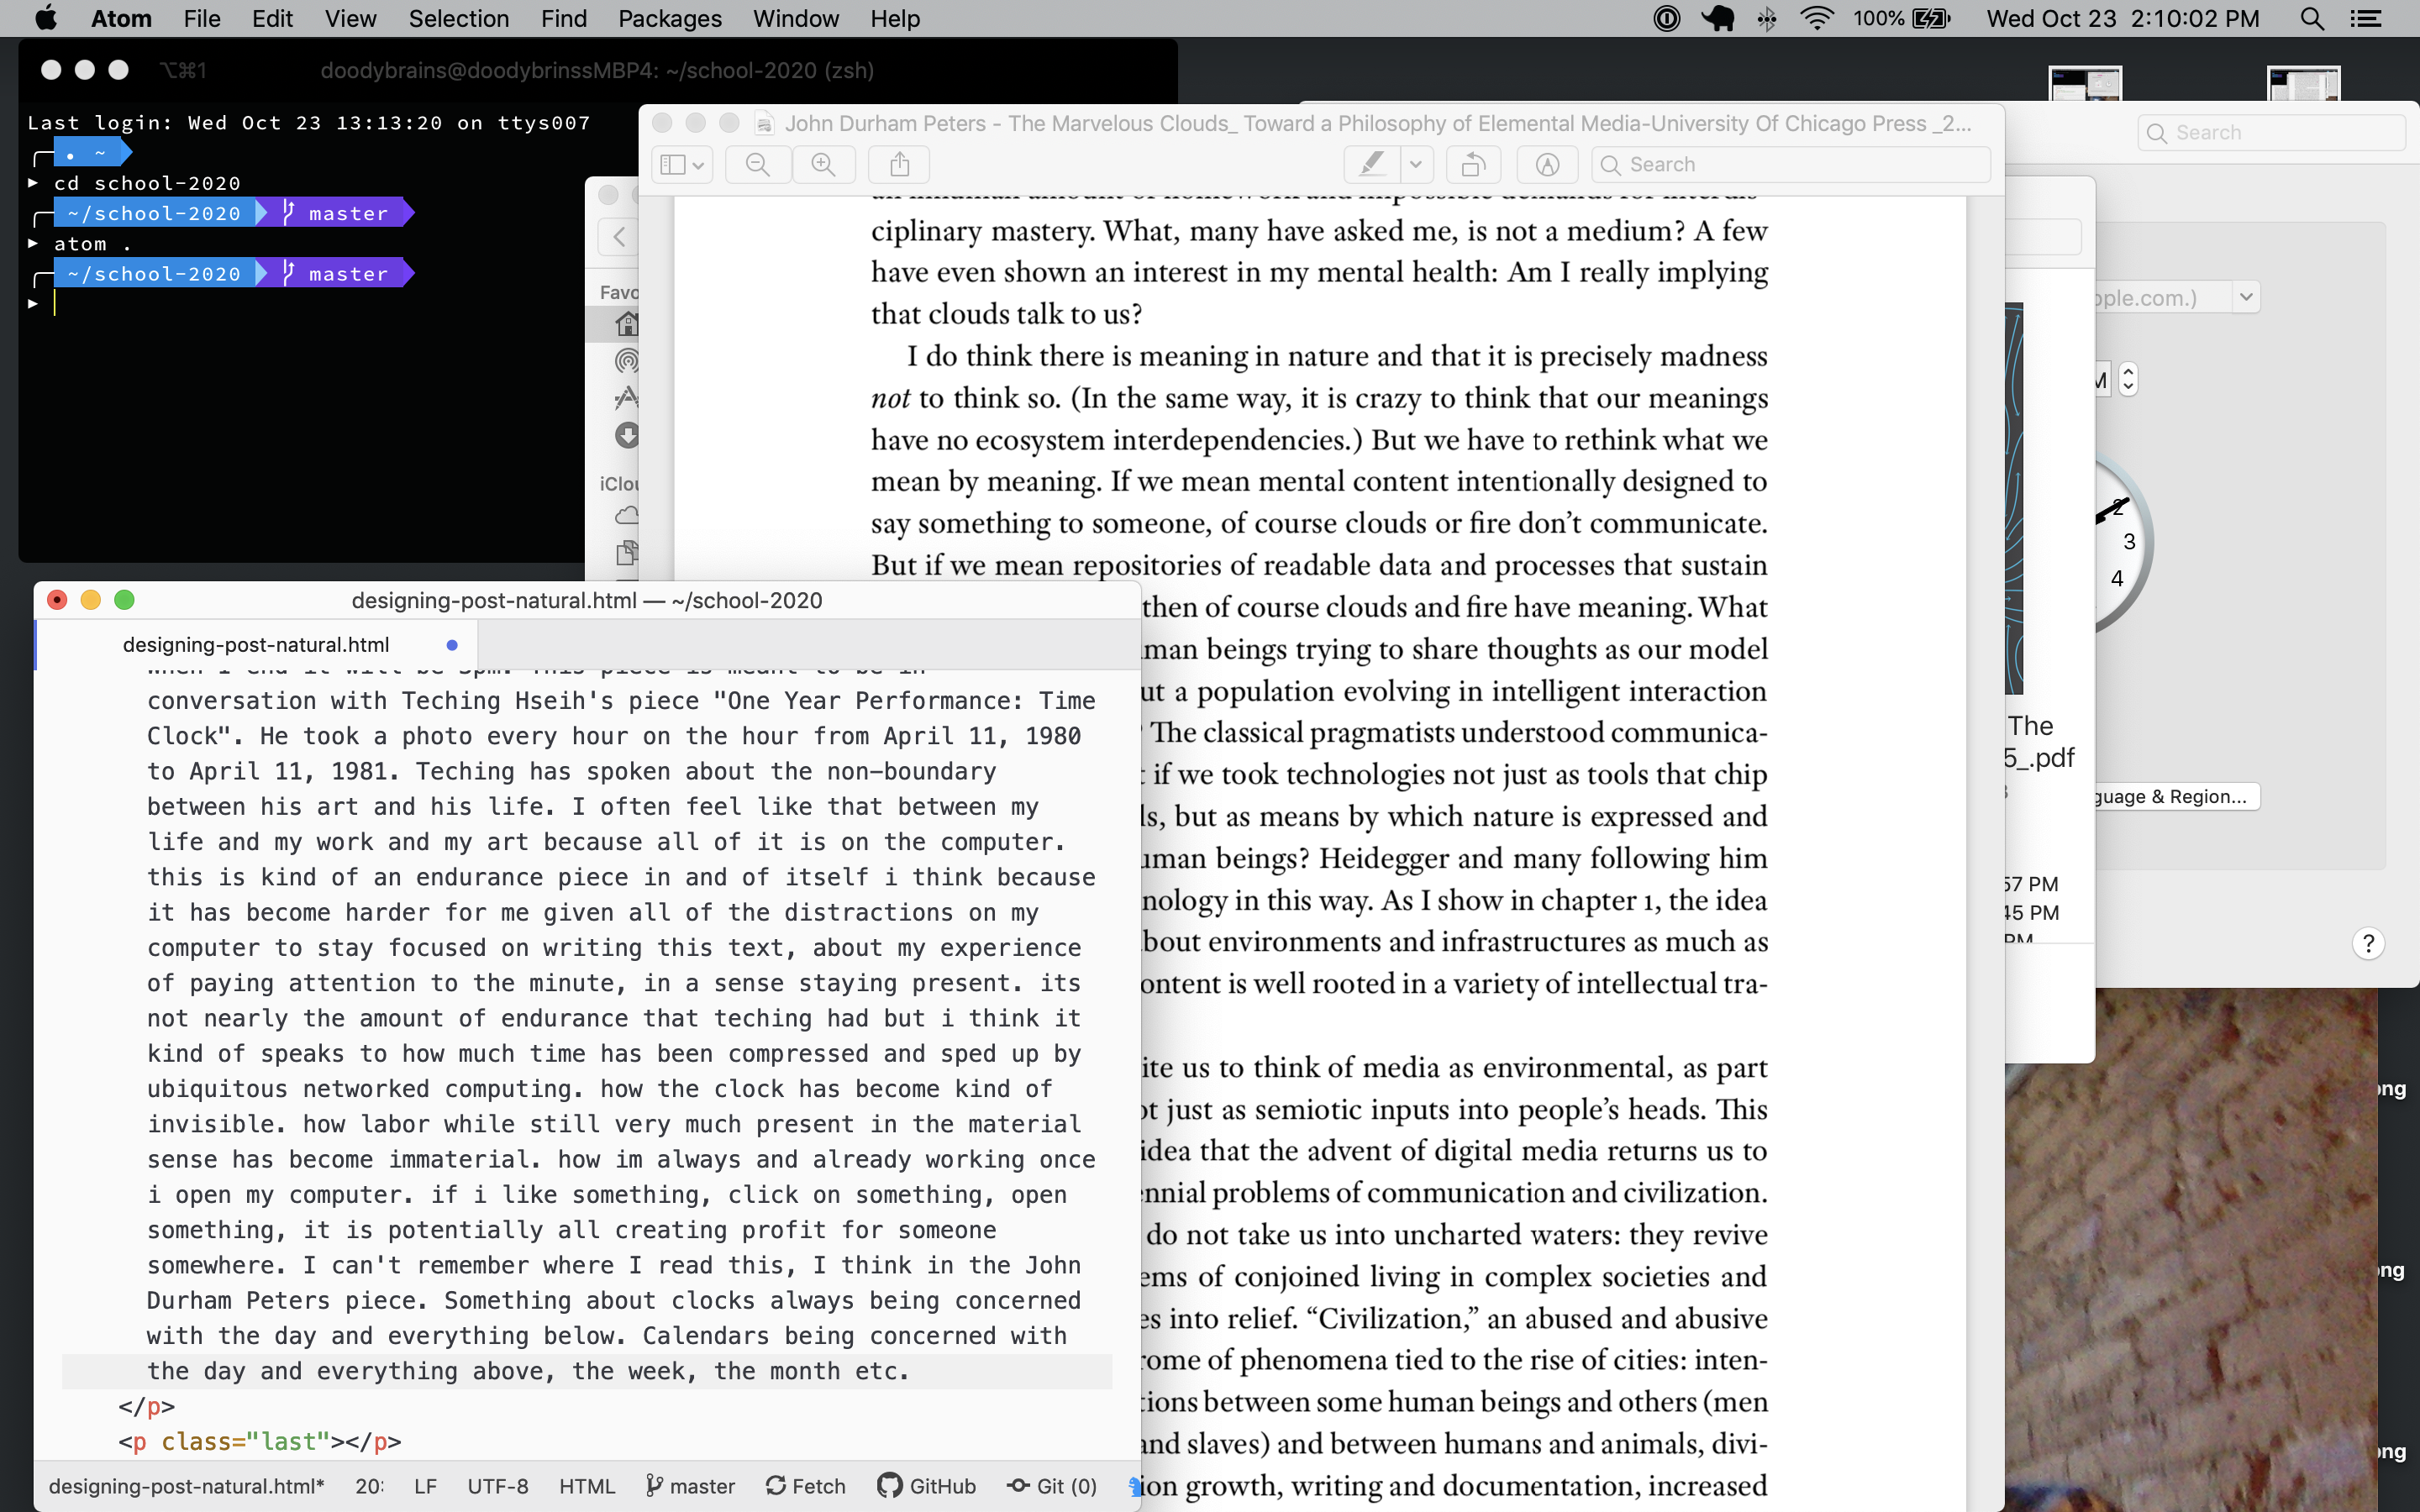 Atom File Edit View Selection Find Packages Window Help 100% Wed Oct 23 2:10:02 PM
⌥⌘1 doodybrains@doodybrinssMBP4: ~/school-2020 (zsh)
Last login: Wed Oct 23 13:13:20 on ttys007
~
cd school-2020
~/school-2020 master
atom .
~/school-2020 master
John Durham Peters - The Marvelous Clouds_ Toward a Philosophy of Elemental Media-University Of Chicago Press _2...
Search
Search
Favo
iClou
an inhuman amount of homework and impossible demands for interdis-
ciplinary mastery. What, many have asked me, is not a medium? A few
have even shown an interest in my mental health: Am I really implying
that clouds talk to us?
I do think there is meaning in nature and that it is precisely madness
not to think so. (In the same way, it is crazy to think that our meanings
have no ecosystem interdependencies.) But we have to rethink what we
mean by meaning. If we mean mental content intentionally designed to
say something to someone, of course clouds or fire don't communicate.
But if we mean repositories of readable data and processes that sustain
then of course clouds and fire have meaning. What
man beings trying to share thoughts as our model
ut a population evolving in intelligent interaction
? The classical pragmatists understood communica-
t if we took technologies not just as tools that chip
ls, but as means by which nature is expressed and
uman beings? Heidegger and many following him
nology in this way. As I show in chapter 1, the idea
bout environments and infrastructures as much as
ontent is well rooted in a variety of intellectual tra-
ite us to think of media as environmental, as part
ot just as semiotic inputs into people's heads. This
idea that the advent of digital media returns us to
ennial problems of communication and civilization.
do not take us into uncharted waters: they revive
ems of conjoined living in complex societies and
es into relief. "Civilization," an abused and abusive
rome of phenomena tied to the rise of cities: inten-
tions between some human beings and others (men
and slaves) and between humans and animals, divi-
ion growth, writing and documentation, increased
designing-post-natural.html — ~/school-2020
designing-post-natural.html
when I end it will be 3pm. This piece is meant to be in
conversation with Teching Hseih's piece "One Year Performance: Time
Clock". He took a photo every hour on the hour from April 11, 1980
to April 11, 1981. Teching has spoken about the non-boundary
between his art and his life. I often feel like that between my
life and my work and my art because all of it is on the computer.
this is kind of an endurance piece in and of itself i think because
it has become harder for me given all of the distractions on my
computer to stay focused on writing this text, about my experience
of paying attention to the minute, in a sense staying present. its
not nearly the amount of endurance that teching had but i think it
kind of speaks to how much time has been compressed and sped up by
ubiquitous networked computing. how the clock has become kind of
invisible. how labor while still very much present in the material
sense has become immaterial. how im always and already working once
i open my computer. if i like something, click on something, open
something, it is potentially all creating profit for someone
somewhere. I can't remember where I read this, I think in the John
Durham Peters piece. Something about clocks always being concerned
with the day and everything below. Calendars being concerned with
the day and everything above, the week, the month etc.
</p>
<p class="last"></p>
designing-post-natural.html* 20: LF UTF-8 HTML master Fetch GitHub Git (0)
pple.com.)
M
2
3
4
The
5_.pdf
guage & Region...
57 PM
45 PM
PM
?
png
png
png